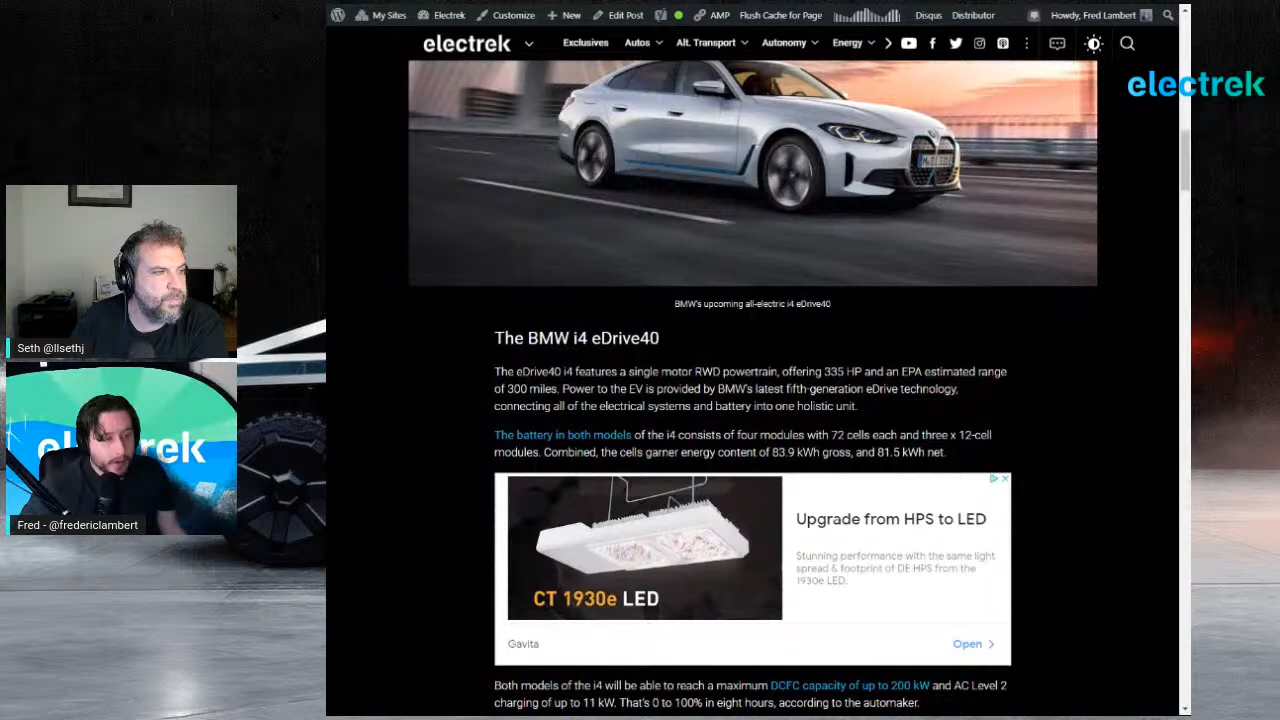 My Sites Electrek Customize New Edit Post AMP Flush Cache for Page Disqus Distributor Howdy, Fred Lambert
electrek Exclusives Autos Alt. Transport Autonomy Energy
electrek
BMW's upcoming all-electric i4 eDrive40
The BMW i4 eDrive40
The eDrive40 i4 features a single motor RWD powertrain, offering 335 HP and an EPA estimated range
of 300 miles. Power to the EV is provided by BMW's latest fifth-generation eDrive technology,
connecting all of the electrical systems and battery into one holistic unit.
The battery in both models of the i4 consists of four modules with 72 cells each and three x 12-cell
modules. Combined, the cells garner energy content of 83.9 kWh gross, and 81.5 kWh net.
CT 1930e LED
Upgrade from HPS to LED
Stunning performance with the same light
spread & footprint of DE HPS from the
1930e LED.
Gavita
Open
Both models of the i4 will be able to reach a maximum DCFC capacity of up to 200 kW and AC Level 2
charging of up to 11 kW. That's 0 to 100% in eight hours, according to the automaker.
Seth @llsethj
Fred - @fredericlambert